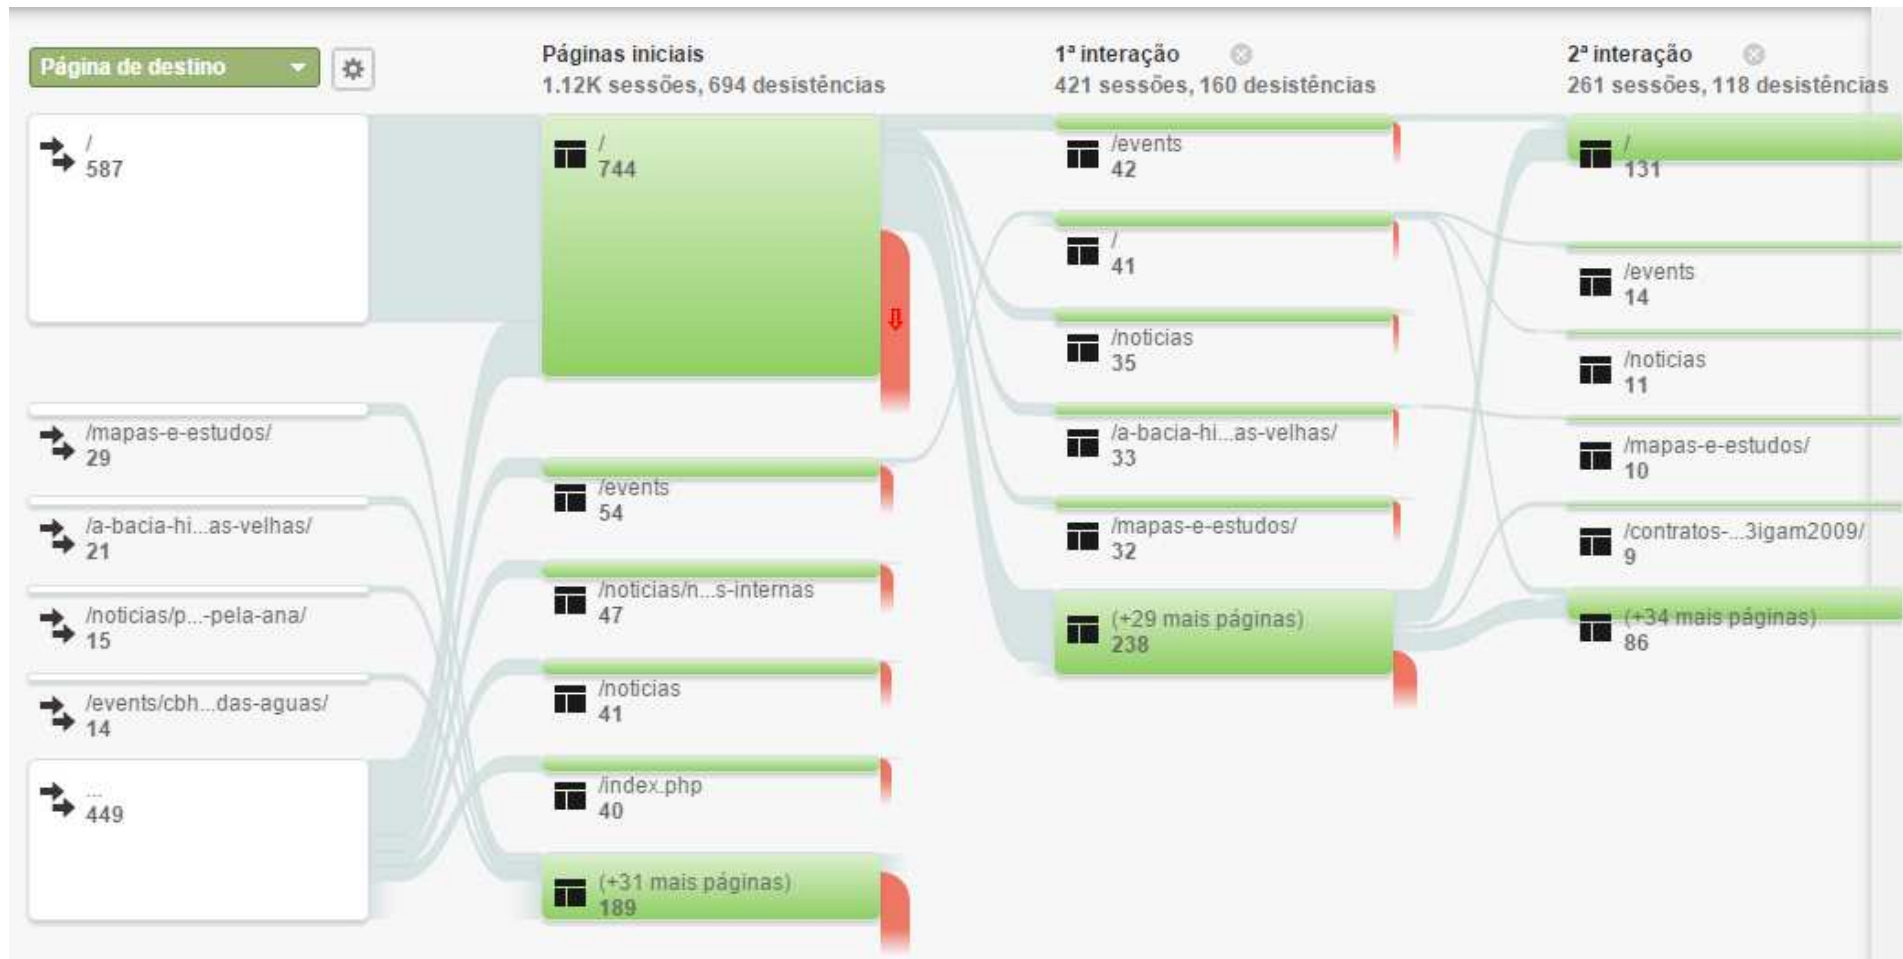 Página de destino
/
587
/mapas-e-estudos/
29
/a-bacia-hi...as-velhas/
21
/noticias/p...-pela-ana/
15
/events/cbh...das-aguas/
14
...
449
Páginas iniciais
1.12K sessões, 694 desistências
/
744
/events
54
/noticias/n...s-internas
47
/noticias
41
/index.php
40
(+31 mais páginas)
189
1ª interação
421 sessões, 160 desistências
/events
42
/
41
/noticias
35
/a-bacia-hi...as-velhas/
33
/mapas-e-estudos/
32
(+29 mais páginas)
238
2ª interação
261 sessões, 118 desistências
/
131
/events
14
/noticias
11
/mapas-e-estudos/
10
/contratos-...3igam2009/
9
(+34 mais páginas)
86